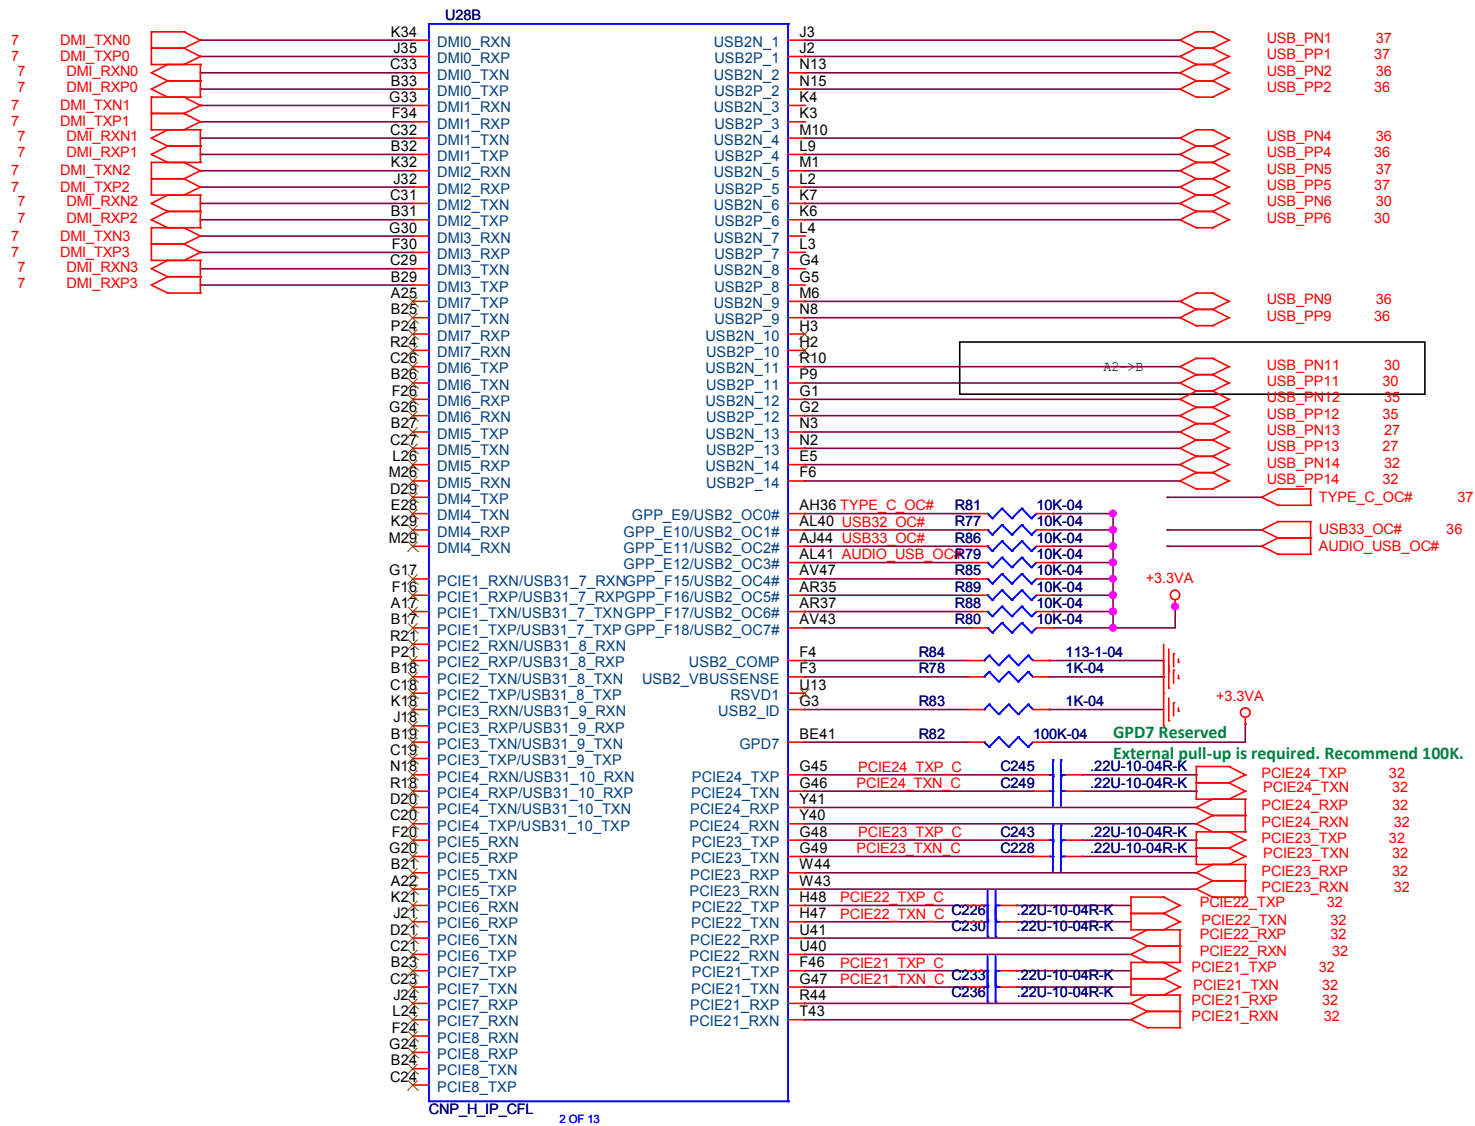 U28B
7 DMI_TXN0 K34 DMI0_RXN
7 DMI_TXP0 J35 DMI0_RXP
7 DMI_RXN0 C33 DMI0_TXN
7 DMI_RXP0 B33 DMI0_TXP
7 DMI_TXN1 G33 DMI1_RXN
7 DMI_TXP1 F34 DMI1_RXP
7 DMI_RXN1 C32 DMI1_TXN
7 DMI_RXP1 B32 DMI1_TXP
7 DMI_TXN2 K32 DMI2_RXN
7 DMI_TXP2 J32 DMI2_RXP
7 DMI_RXN2 C31 DMI2_TXN
7 DMI_RXP2 B31 DMI2_TXP
7 DMI_TXN3 G30 DMI3_RXN
7 DMI_TXP3 F30 DMI3_RXP
7 DMI_RXN3 C29 DMI3_TXN
7 DMI_RXP3 B29 DMI3_TXP
A25 DMI7_TXP
B25 DMI7_TXN
P24 DMI7_RXP
R24 DMI7_RXN
C26 DMI6_TXP
B26 DMI6_TXN
F26 DMI6_RXP
G26 DMI6_RXN
B27 DMI5_TXP
C27 DMI5_TXN
L26 DMI5_RXP
M26 DMI5_RXN
D29 DMI4_TXP
E28 DMI4_TXN
K29 DMI4_RXP
M29 DMI4_RXN
G17 PCIE1_RXN/USB31_7_RXN
F16 PCIE1_RXP/USB31_7_RXP
A17 PCIE1_TXN/USB31_7_TXN
B17 PCIE1_TXP/USB31_7_TXP
R21 PCIE2_RXN/USB31_8_RXN
P21 PCIE2_RXP/USB31_8_RXP
B18 PCIE2_TXN/USB31_8_TXN
C18 PCIE2_TXP/USB31_8_TXP
K18 PCIE3_RXN/USB31_9_RXN
J18 PCIE3_RXP/USB31_9_RXP
B19 PCIE3_TXN/USB31_9_TXN
C19 PCIE3_TXP/USB31_9_TXP
N18 PCIE4_RXN/USB31_10_RXN
R18 PCIE4_RXP/USB31_10_RXP
D20 PCIE4_TXN/USB31_10_TXN
C20 PCIE4_TXP/USB31_10_TXP
F20 PCIE5_RXN
G20 PCIE5_RXP
B21 PCIE5_TXN
A22 PCIE5_TXP
K21 PCIE6_RXN
J21 PCIE6_RXP
D21 PCIE6_TXN
C21 PCIE6_TXP
B23 PCIE7_TXP
C23 PCIE7_TXN
J24 PCIE7_RXP
L24 PCIE7_RXN
F24 PCIE8_RXN
G24 PCIE8_RXP
B24 PCIE8_TXN
C24 PCIE8_TXP
USB2N_1 J3 USB_PN1 37
USB2P_1 J2 USB_PP1 37
USB2N_2 N13 USB_PN2 36
USB2P_2 N15 USB_PP2 36
USB2N_3 K4
USB2P_3 K3
USB2N_4 M10 USB_PN4 36
USB2P_4 L9 USB_PP4 36
USB2N_5 M1 USB_PN5 37
USB2P_5 L2 USB_PP5 37
USB2N_6 K7 USB_PN6 30
USB2P_6 K6 USB_PP6 30
USB2N_7 L4
USB2P_7 L3
USB2N_8 G4
USB2P_8 G5
USB2N_9 M6 USB_PN9 36
USB2P_9 N8 USB_PP9 36
USB2N_10 H3
USB2P_10 H2
USB2N_11 R10 A2->B USB_PN11 30
USB2P_11 P9 USB_PP11 30
USB2N_12 G1 USB_PN12 35
USB2P_12 G2 USB_PP12 35
USB2N_13 N3 USB_PN13 27
USB2P_13 N2 USB_PP13 27
USB2N_14 E5 USB_PN14 32
USB2P_14 F6 USB_PP14 32
TYPE_C_OC# 37
GPP_E9/USB2_OC0# AH36 TYPE_C_OC# R81 10K-04
GPP_E10/USB2_OC1# AL40 USB32_OC# R77 10K-04
USB33_OC# 36
GPP_E11/USB2_OC2# AJ44 USB33_OC# R86 10K-04
AUDIO_USB_OC#
GPP_E12/USB2_OC3# AL41 AUDIO_USB_OC# R79 10K-04
GPP_F15/USB2_OC4# AV47 R85 10K-04
GPP_F16/USB2_OC5# AR35 R89 10K-04
+3.3VA
GPP_F17/USB2_OC6# AR37 R88 10K-04
GPP_F18/USB2_OC7# AV43 R80 10K-04
USB2_COMP F4 R84 113-1-04
USB2_VBUSSENSE F3 R78 1K-04
RSVD1 U13
USB2_ID G3 R83 1K-04
+3.3VA
GPD7 BE41 R82 100K-04
GPD7 Reserved
External pull-up is required. Recommend 100K.
PCIE24_TXP G45 PCIE24_TXP_C C245 .22U-10-04R-K PCIE24_TXP 32
PCIE24_TXN G46 PCIE24_TXN_C C249 .22U-10-04R-K PCIE24_TXN 32
PCIE24_RXP Y41 PCIE24_RXP 32
PCIE24_RXN Y40 PCIE24_RXN 32
PCIE23_TXP G48 PCIE23_TXP_C C243 .22U-10-04R-K PCIE23_TXP 32
PCIE23_TXN G49 PCIE23_TXN_C C228 .22U-10-04R-K PCIE23_TXN 32
PCIE23_RXP W44 PCIE23_RXP 32
PCIE23_RXN W43 PCIE23_RXN 32
PCIE22_TXP H48 PCIE22_TXP_C C226 .22U-10-04R-K PCIE22_TXP 32
PCIE22_TXN H47 PCIE22_TXN_C C230 .22U-10-04R-K PCIE22_TXN 32
PCIE22_RXP U41 PCIE22_RXP 32
PCIE22_RXN U40 PCIE22_RXN 32
PCIE21_TXP F46 PCIE21_TXP_C C233 .22U-10-04R-K PCIE21_TXP 32
PCIE21_TXN G47 PCIE21_TXN_C C236 .22U-10-04R-K PCIE21_TXN 32
PCIE21_RXP R44 PCIE21_RXP 32
PCIE21_RXN T43 PCIE21_RXN 32
CNP_H_IP_CFL
2 OF 13